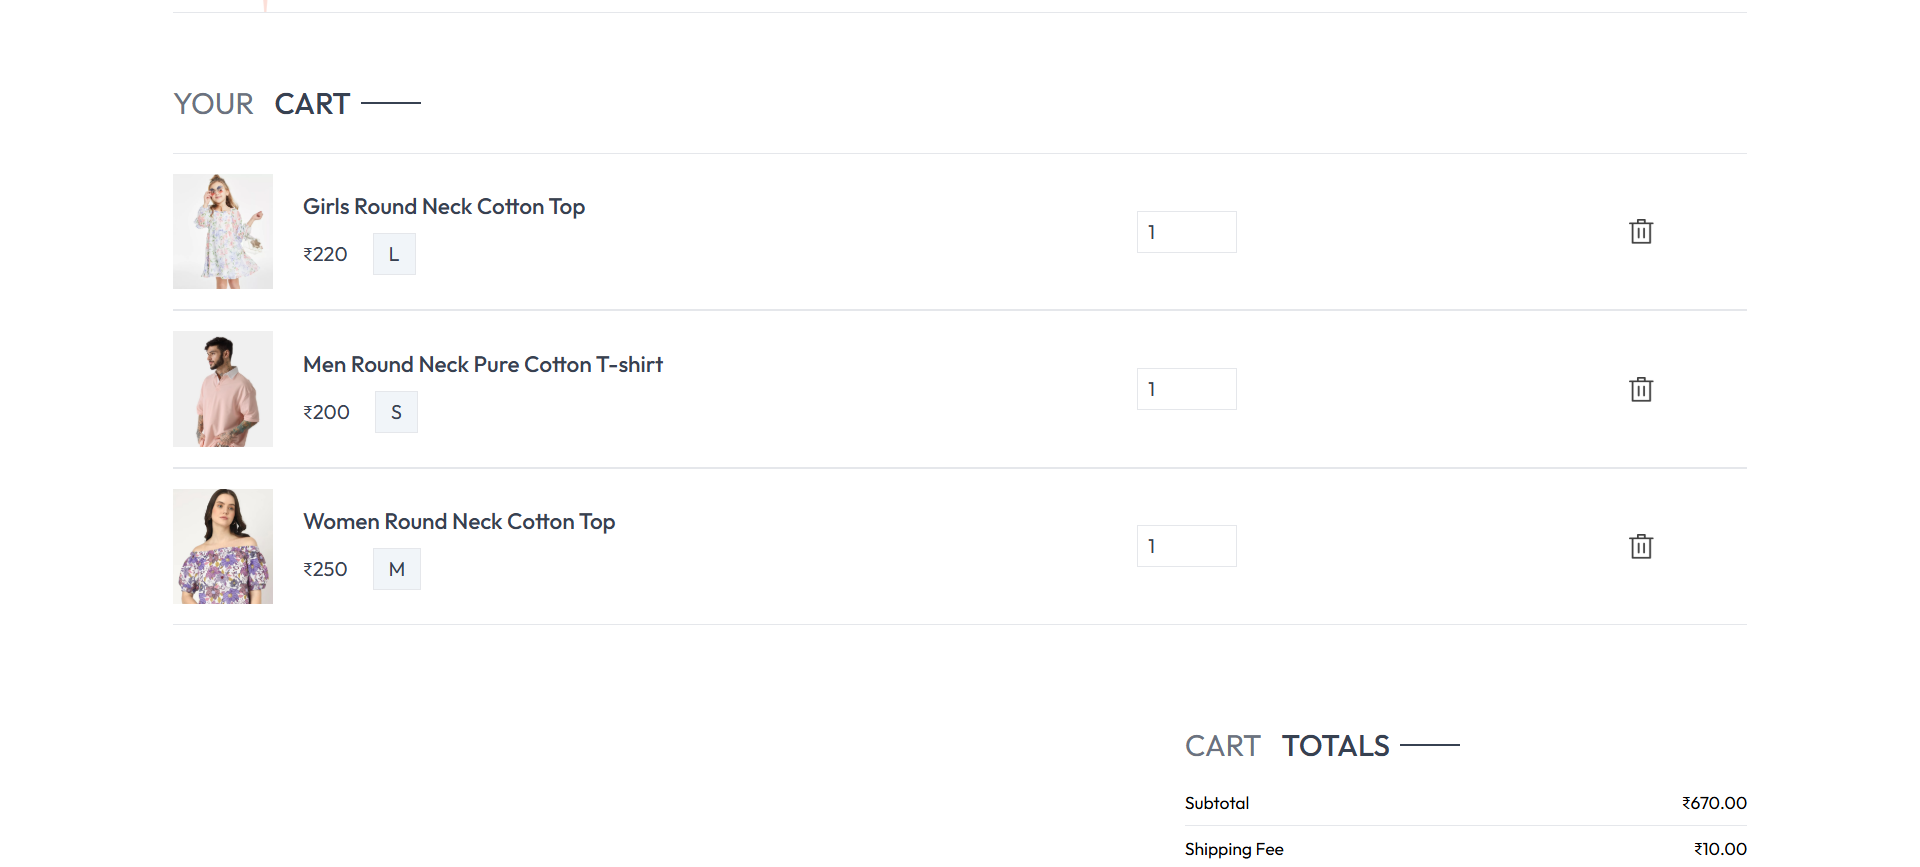 YOUR CART
Girls Round Neck Cotton Top
₹220 L
1
Men Round Neck Pure Cotton T-shirt
₹200 S
1
Women Round Neck Cotton Top
₹250 M
1
CART TOTALS
Subtotal ₹670.00
Shipping Fee ₹10.00